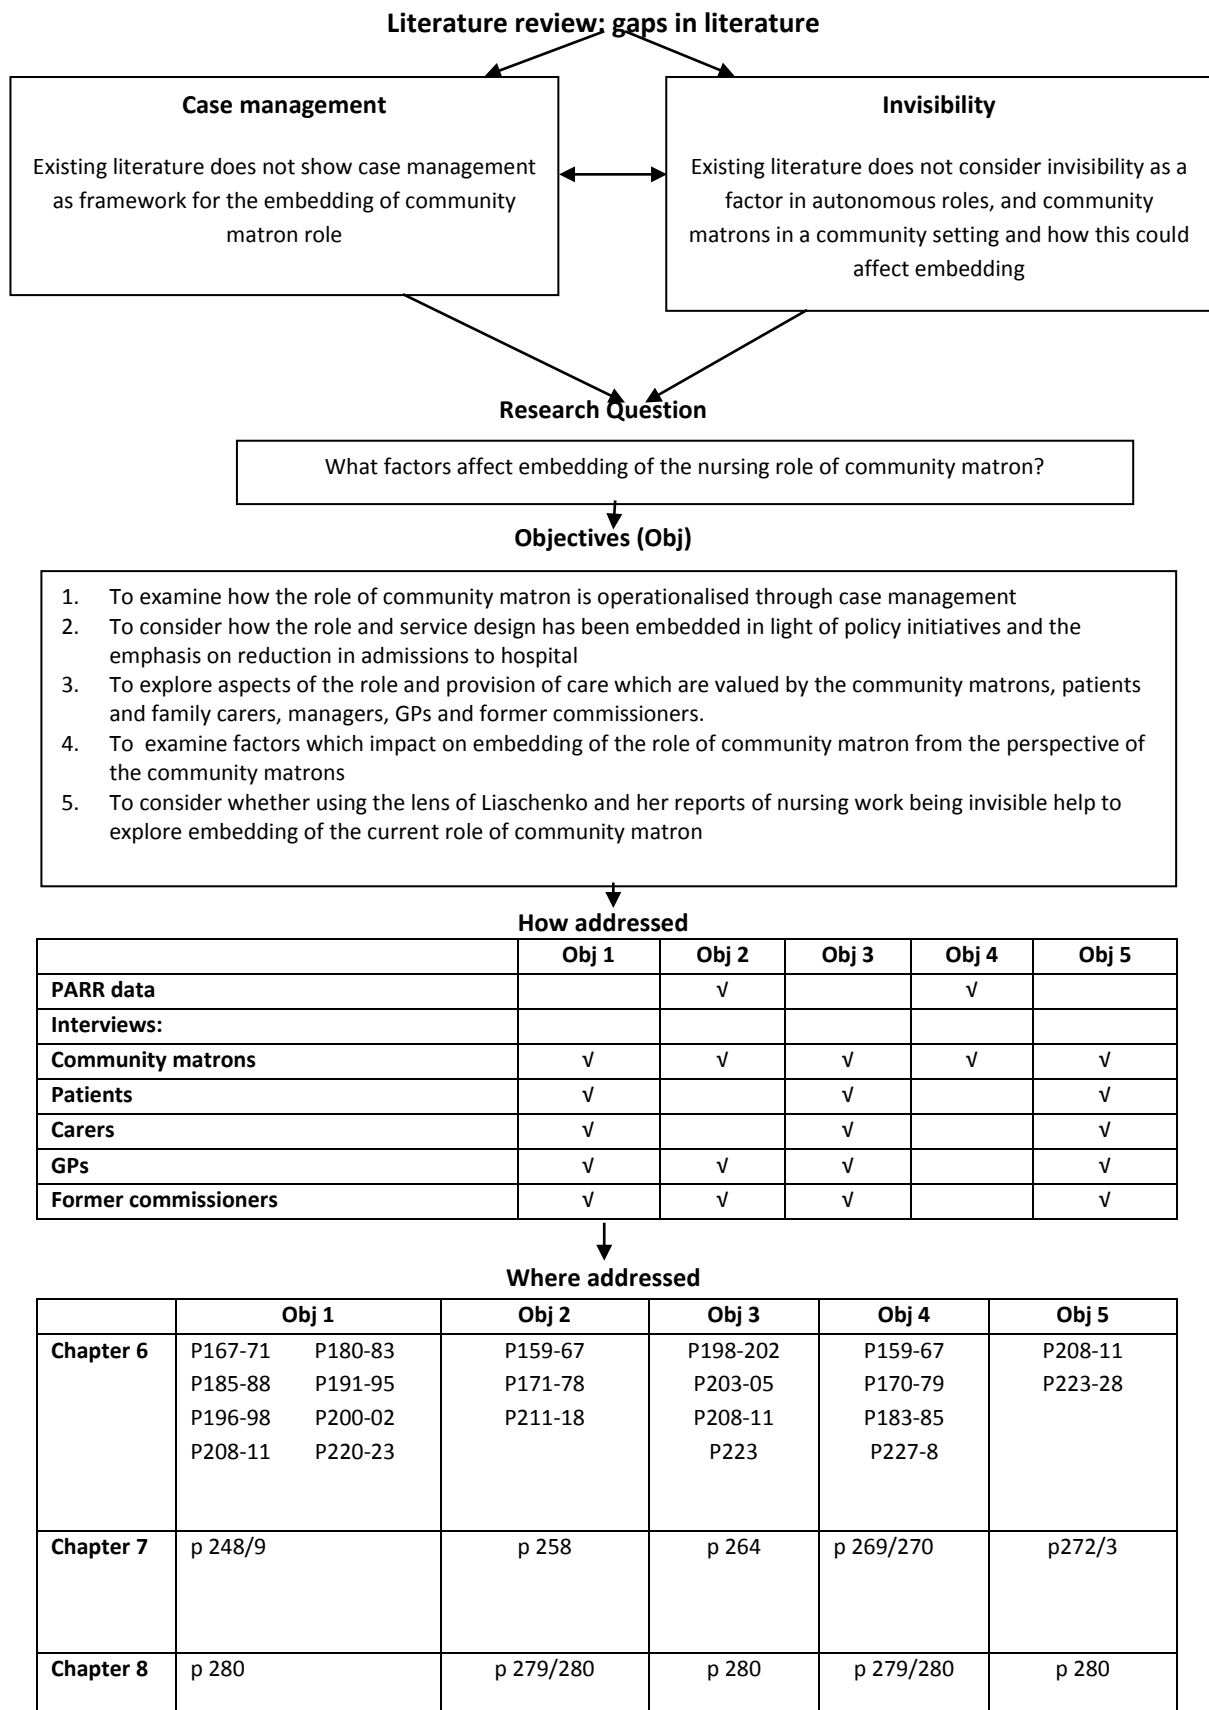 Literature review: gaps in literature
Case management
Existing literature does not show case management
as framework for the embedding of community
matron role
Invisibility
Existing literature does not consider invisibility as a
factor in autonomous roles, and community
matrons in a community setting and how this could
affect embedding
Research Question
What factors affect embedding of the nursing role of community matron?
Objectives (Obj)
1. To examine how the role of community matron is operationalised through case management
2. To consider how the role and service design has been embedded in light of policy initiatives and the
emphasis on reduction in admissions to hospital
3. To explore aspects of the role and provision of care which are valued by the community matrons, patients
and family carers, managers, GPs and former commissioners.
4. To examine factors which impact on embedding of the role of community matron from the perspective of
the community matrons
5. To consider whether using the lens of Liaschenko and her reports of nursing work being invisible help to
explore embedding of the current role of community matron
How addressed
Obj 1 Obj 2 Obj 3 Obj 4 Obj 5
PARR data √ √
Interviews:
Community matrons √ √ √ √ √
Patients √ √ √
Carers √ √ √
GPs √ √ √ √
Former commissioners √ √ √ √
Where addressed
Obj 1 Obj 2 Obj 3 Obj 4 Obj 5
Chapter 6 P167-71 P180-83 P159-67 P198-202 P159-67 P208-11
P185-88 P191-95 P171-78 P203-05 P170-79 P223-28
P196-98 P200-02 P211-18 P208-11 P183-85
P208-11 P220-23 P223 P227-8
Chapter 7 p 248/9 p 258 p 264 p 269/270 p272/3
Chapter 8 p 280 p 279/280 p 280 p 279/280 p 280